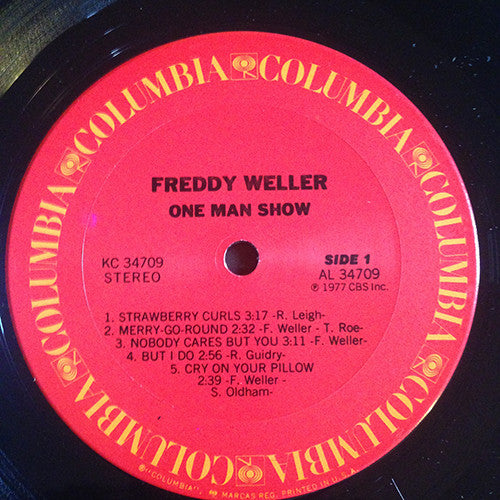 COLUMBIA COLUMBIA COLUMBIA COLUMBIA COLUMBIA COLUMBIA
FREDDY WELLER
ONE MAN SHOW
KC 34709
STEREO
SIDE 1
AL 34709
℗ 1977 CBS Inc.
1. STRAWBERRY CURLS 3:17 -R. Leigh-
2. MERRY-GO-ROUND 2:32 -F. Weller - T. Roe-
3. NOBODY CARES BUT YOU 3:11 -F. Weller-
4. BUT I DO 2:56 -R. Guidry-
5. CRY ON YOUR PILLOW
2:39 -F. Weller -
S. Oldham-
® "COLUMBIA", MARCAS REG. PRINTED IN U.S.A.